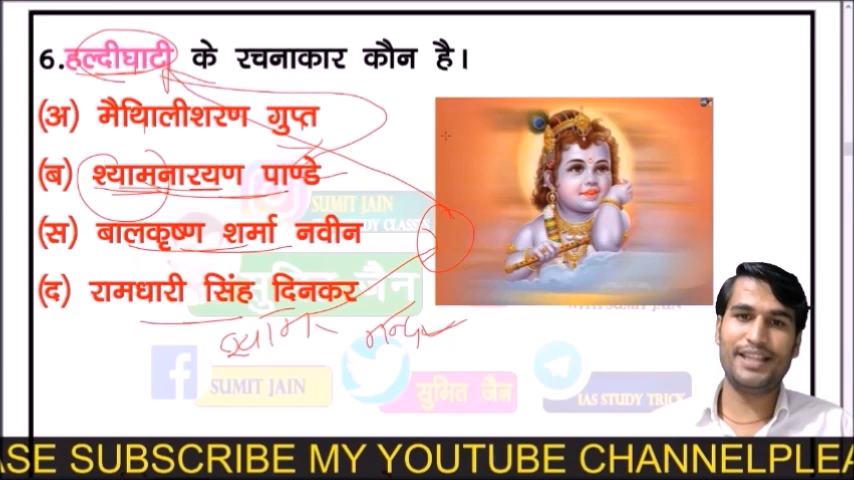 6.हल्दीघाटी के रचनाकार कौन है।
(अ) मैथिालीशरण गुप्त
(ब) श्यामनारायण पाण्डे
SUMIT JAIN
(स) बालकृष्ण शर्मा नवीन
(द) रामधारी सिंह दिनकर
सुमित जैन
श्याम
SUMIT JAIN
सुमित जैन
IAS STUDY TRICK
ASE SUBSCRIBE MY YOUTUBE CHANNELPLEA